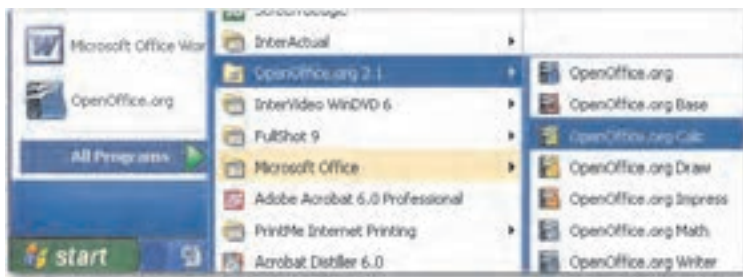 Microsoft Office Wor
OpenOffice.org
All Programs
start
InterActual
OpenOffice.org 2.1
InterVideo WinDVD 6
FullShot 9
Microsoft Office
Adobe Acrobat 6.0 Professional
PrintMe Internet Printing
Acrobat Distiller 6.0
OpenOffice.org
OpenOffice.org Base
OpenOffice.org Calc
OpenOffice.org Draw
OpenOffice.org Impress
OpenOffice.org Math
OpenOffice.org Writer